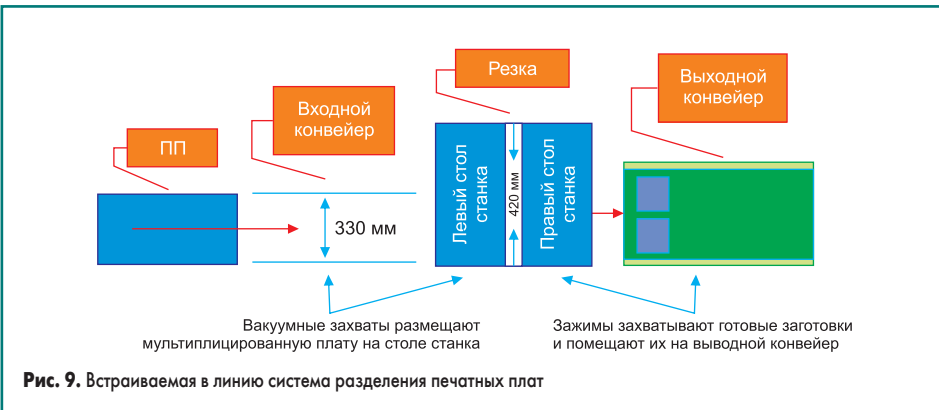 ПП
Входной
конвейер
Резка
Выходной
конвейер
330 мм
Левый стол
станка
420 мм
Правый стол
станка
Вакуумные захваты размещают
мультиплицированную плату на столе станка
Зажимы захватывают готовые заготовки
и помещают их на выводной конвейер
Рис. 9. Встраиваемая в линию система разделения печатных плат